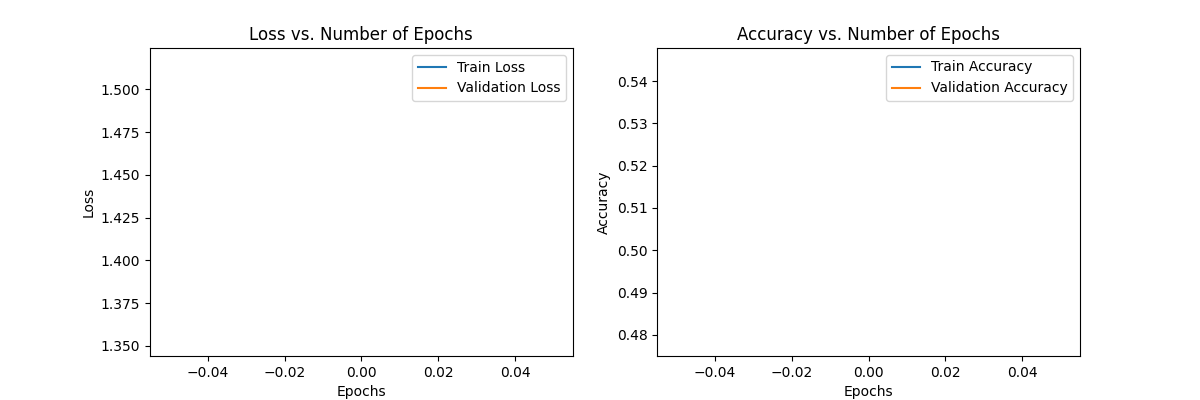 Loss vs. Number of Epochs
Train Loss
Validation Loss
1.500
1.475
1.450
1.425
1.400
1.375
1.350
Loss
−0.04 −0.02 0.00 0.02 0.04
Epochs
Accuracy vs. Number of Epochs
Train Accuracy
Validation Accuracy
0.54
0.53
0.52
0.51
0.50
0.49
0.48
Accuracy
−0.04 −0.02 0.00 0.02 0.04
Epochs